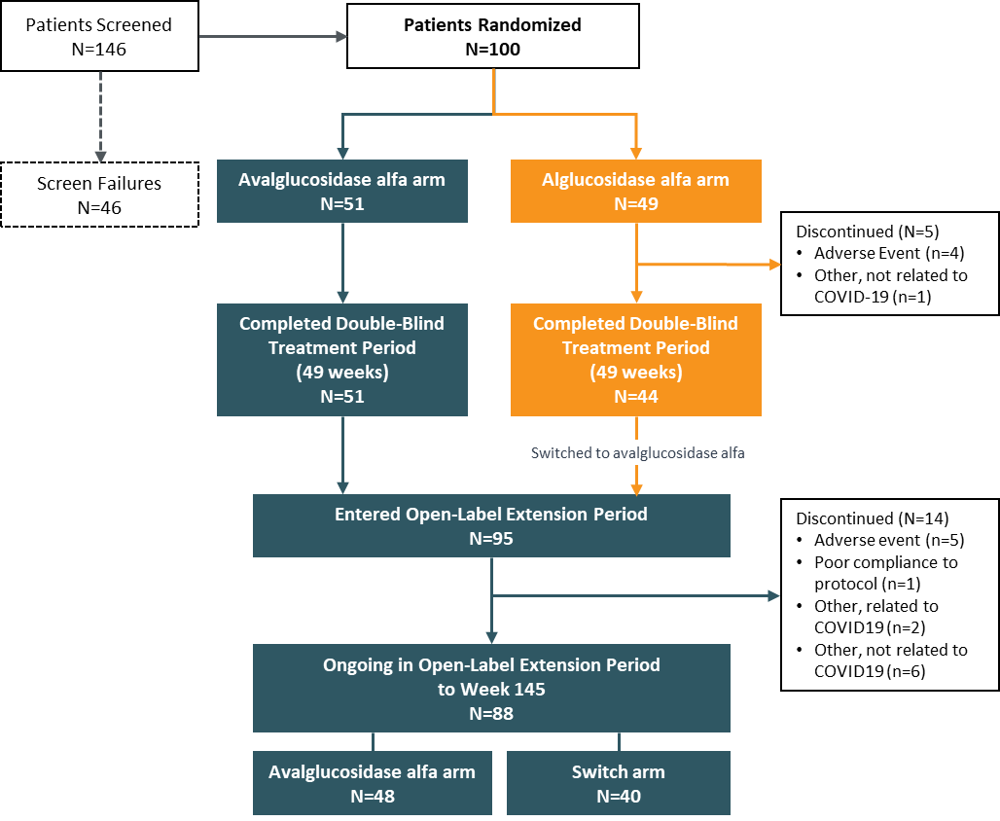 Patients Screened
N=146
Patients Randomized
N=100
Screen Failures
N=46
Avalglucosidase alfa arm
N=51
Alglucosidase alfa arm
N=49
Discontinued (N=5)
• Adverse Event (n=4)
• Other, not related to
COVID-19 (n=1)
Completed Double-Blind
Treatment Period
(49 weeks)
N=51
Completed Double-Blind
Treatment Period
(49 weeks)
N=44
Switched to avalglucosidase alfa
Entered Open-Label Extension Period
N=95
Discontinued (N=14)
• Adverse event (n=5)
• Poor compliance to
protocol (n=1)
• Other, related to
COVID19 (n=2)
• Other, not related to
COVID19 (n=6)
Ongoing in Open-Label Extension Period
to Week 145
N=88
Avalglucosidase alfa arm
N=48
Switch arm
N=40